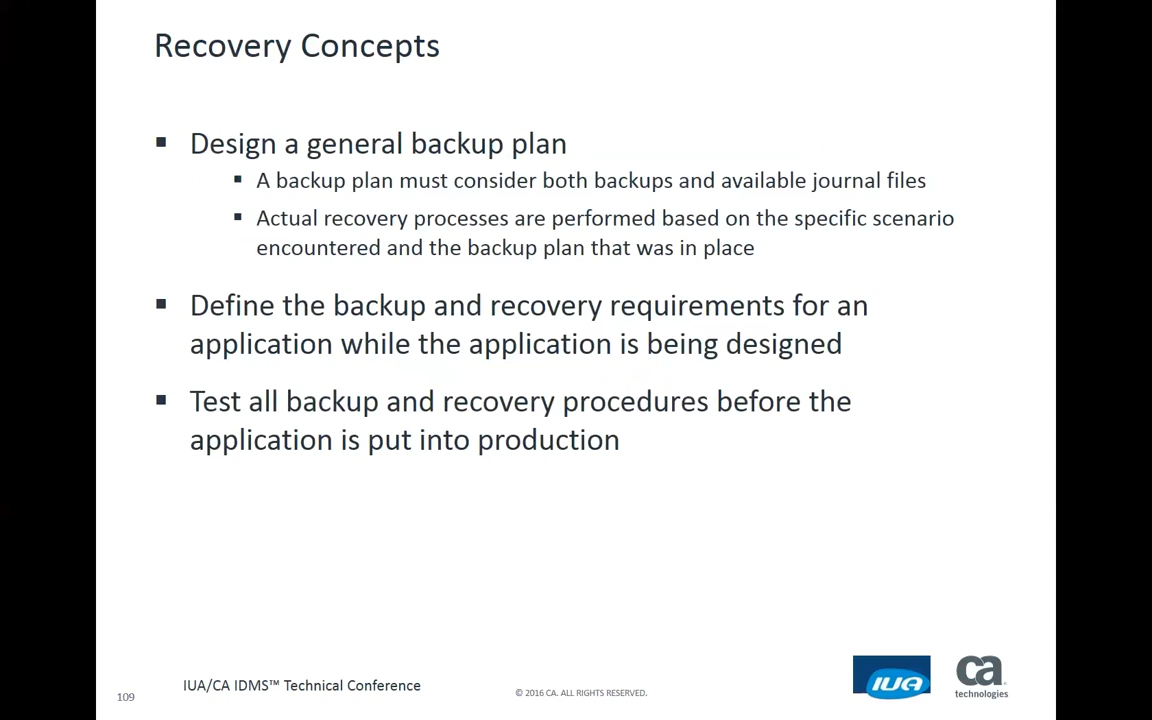 Recovery Concepts
▪ Design a general backup plan
▪ A backup plan must consider both backups and available journal files
▪ Actual recovery processes are performed based on the specific scenario
encountered and the backup plan that was in place
▪ Define the backup and recovery requirements for an
application while the application is being designed
▪ Test all backup and recovery procedures before the
application is put into production
109
IUA/CA IDMS™ Technical Conference
© 2016 CA. ALL RIGHTS RESERVED.
IUA
ca
technologies